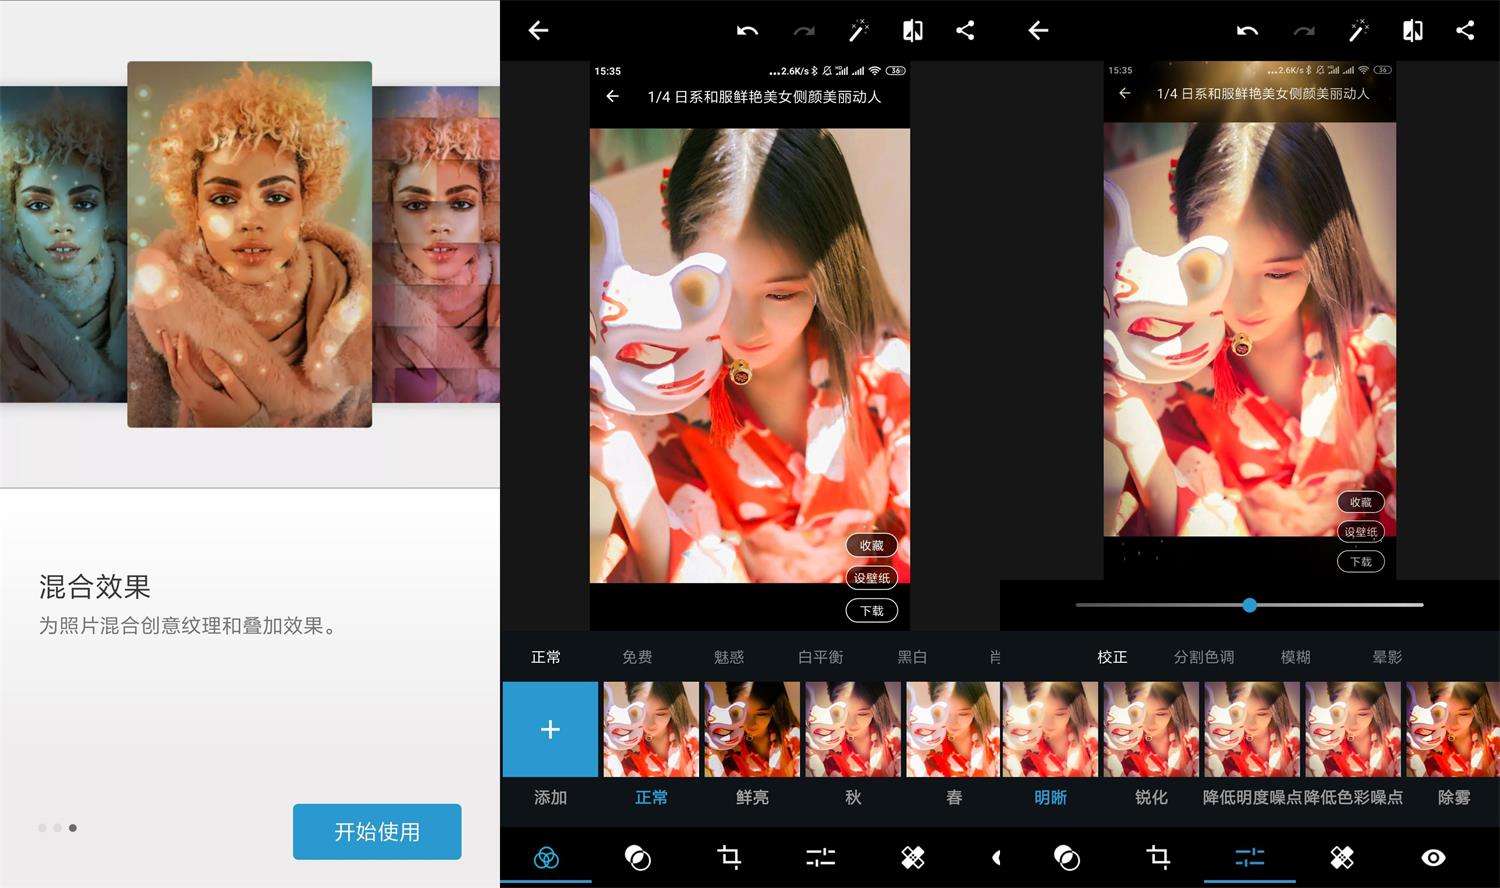 混合效果
为照片混合创意纹理和叠加效果。
开始使用
15:35
...2.6K/s
HD
36
1/4 日系和服鲜艳美女侧颜美丽动人
收藏
设壁纸
下载
正常
免费
魅惑
白平衡
黑白
添加
正常
鲜亮
秋
春
15:35
...2.6K/s
HD
36
1/4 日系和服鲜艳美女侧颜美丽动人
收藏
设壁纸
下载
校正
分割色调
模糊
晕影
明晰
锐化
降低明度噪点
降低色彩噪点
除雾